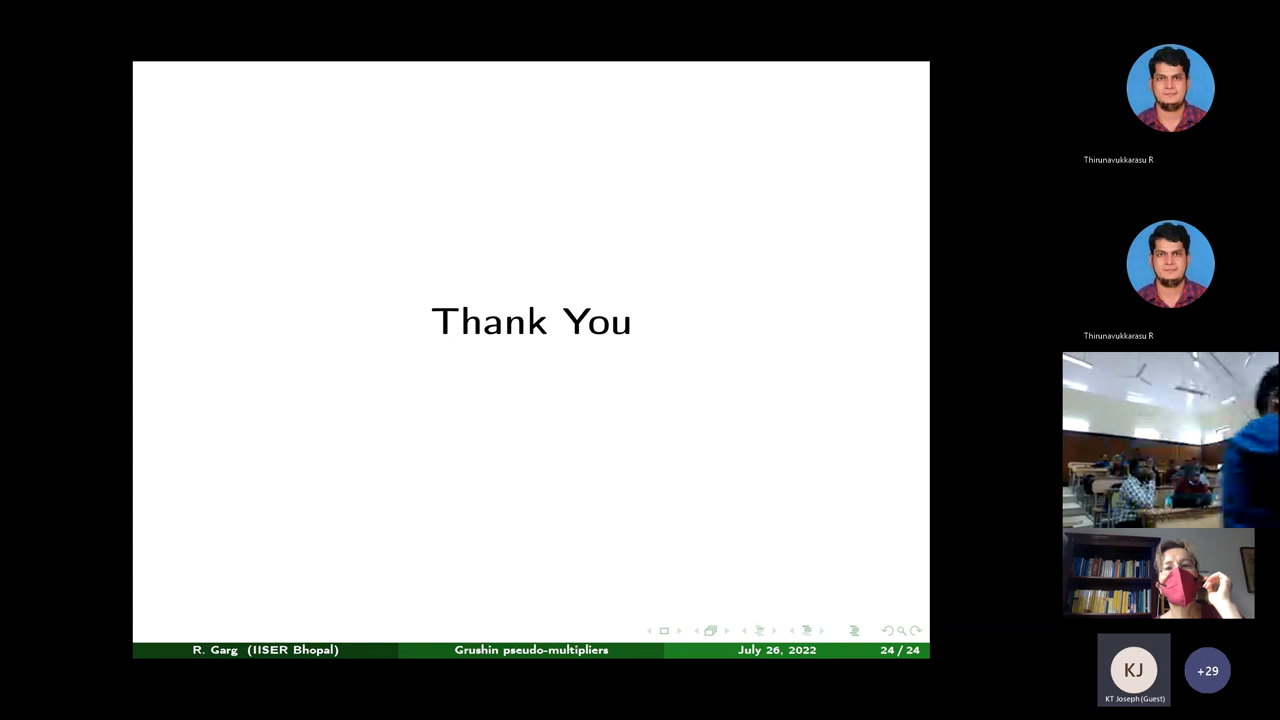 Thank You
R. Garg (IISER Bhopal)
Grushin pseudo-multipliers
July 26, 2022
24 / 24
Thirunavukkarasu R
Thirunavukkarasu R
KJ
KT Joseph (Guest)
+29